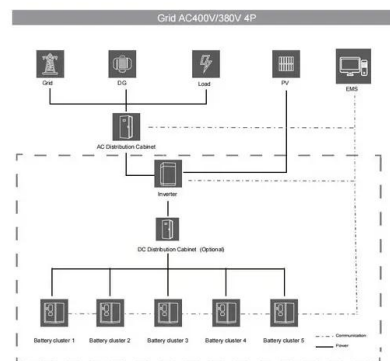 Grid AC400V/380V 4P
Grid
DG
Load
PV
EMS
AC Distribution Cabinet
Inverter
DC Distribution Cabinet (Optional)
Battery cluster 1
Battery cluster 2
Battery cluster 3
Battery cluster 4
Battery cluster 5
Communication
Power